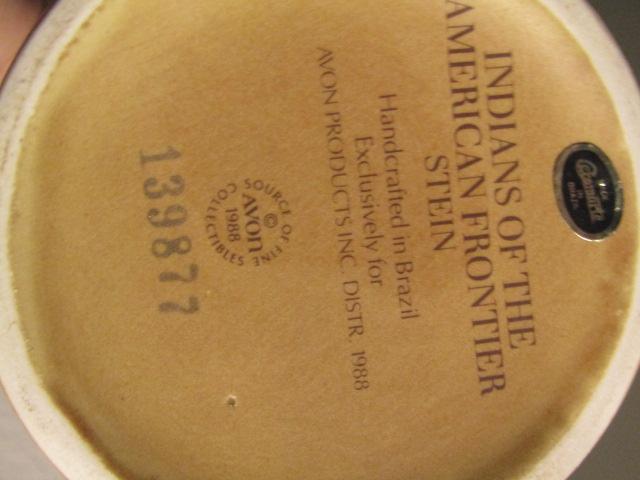 INDIANS OF THE
AMERICAN FRONTIER
STEIN
Handcrafted in Brazil
Exclusively for
AVON PRODUCTS INC. DISTR. 1988
SOURCE OF FINE COLLECTIBLES
©
AVON
1988
139877
Ceramarte